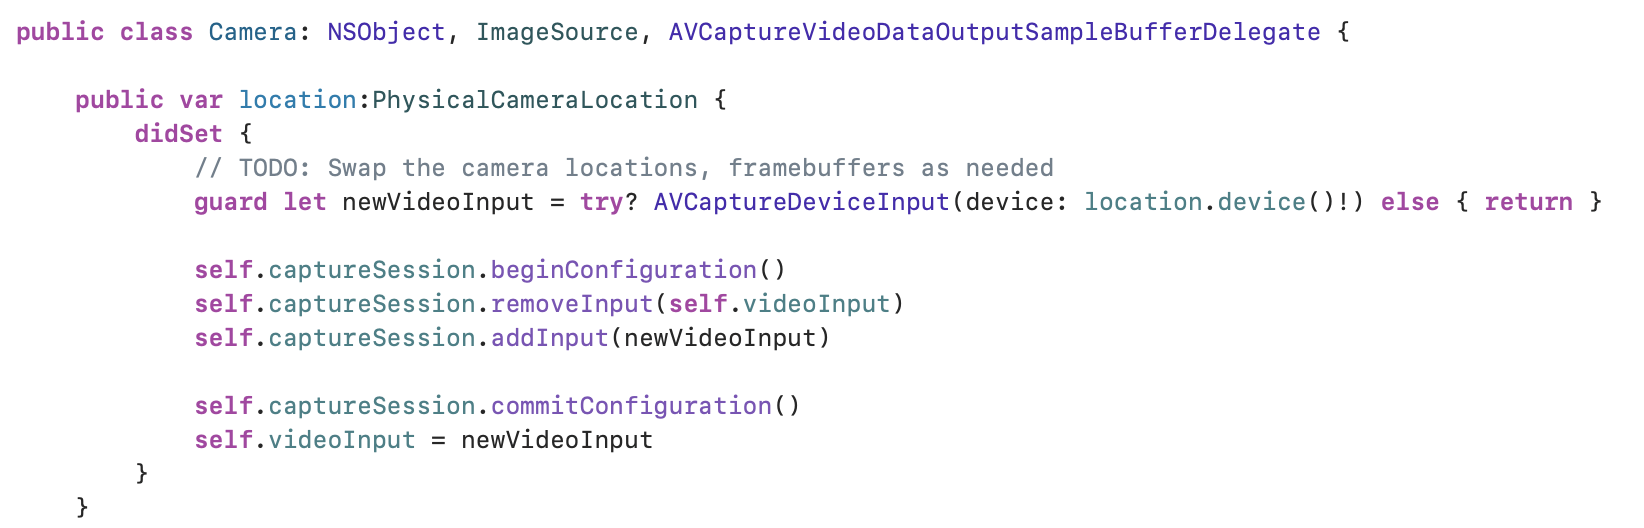 public class Camera: NSObject, ImageSource, AVCaptureVideoDataOutputSampleBufferDelegate {
public var location:PhysicalCameraLocation {
didSet {
// TODO: Swap the camera locations, framebuffers as needed
guard let newVideoInput = try? AVCaptureDeviceInput(device: location.device()!) else { return }
self.captureSession.beginConfiguration()
self.captureSession.removeInput(self.videoInput)
self.captureSession.addInput(newVideoInput)
self.captureSession.commitConfiguration()
self.videoInput = newVideoInput
}
}